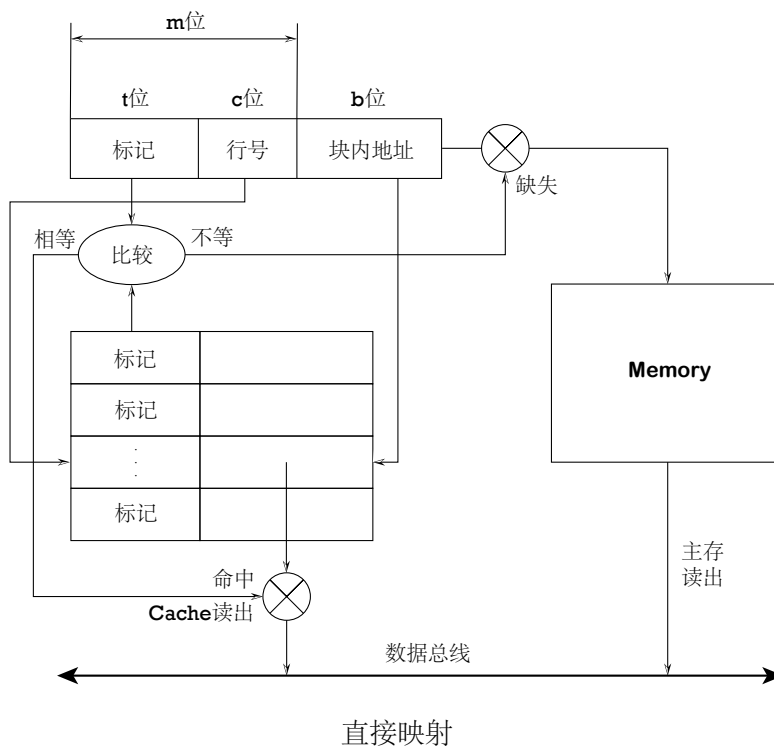 m位
t位 c位 b位
标记 行号 块内地址
缺失
相等 不等
比较
标记
Memory
标记
⋮
标记
主存
读出
命中
Cache读出
数据总线
直接映射